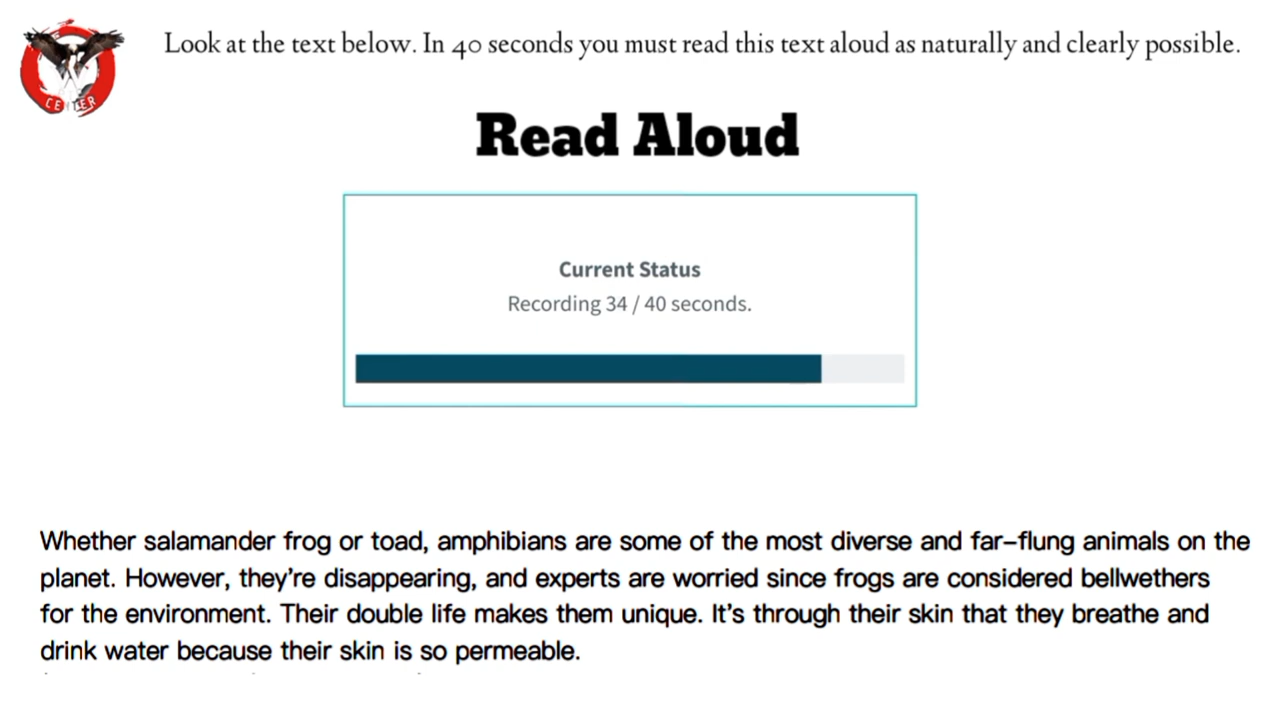 CENTER
Look at the text below. In 40 seconds you must read this text aloud as naturally and clearly possible.
Read Aloud
Current Status
Recording 34 / 40 seconds.
Whether salamander frog or toad, amphibians are some of the most diverse and far-flung animals on the
planet. However, they're disappearing, and experts are worried since frogs are considered bellwethers
for the environment. Their double life makes them unique. It's through their skin that they breathe and
drink water because their skin is so permeable.